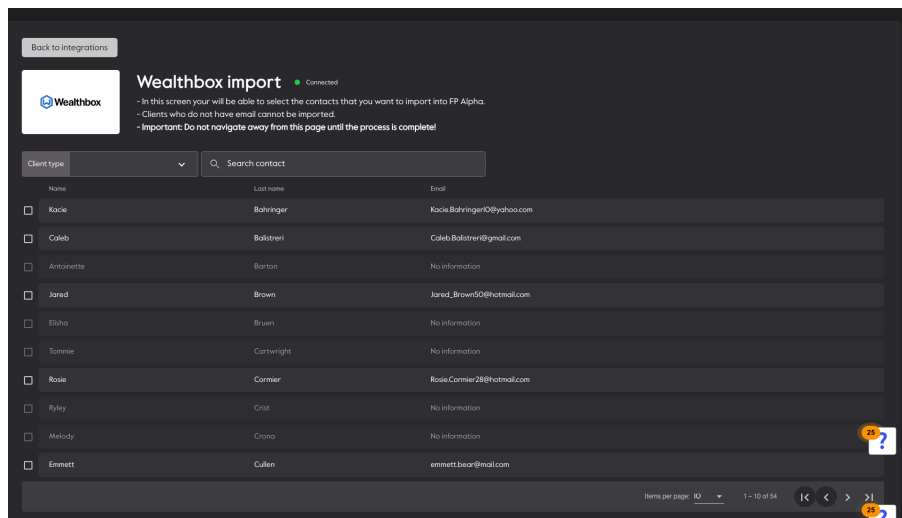 Back to integrations
Wealthbox
Wealthbox import Connected
- In this screen your will be able to select the contacts that you want to import into FP Alpha.
- Clients who do not have email cannot be imported.
- Important: Do not navigate away from this page until the process is complete!
Client type Search contact
Name Last name Email
Kacie Bahringer Kacie.Bahringer10@yahoo.com
Caleb Balistreri Caleb.Balistreri@gmail.com
Antoinette Barton No information
Jared Brown Jared_Brown50@hotmail.com
Elisha Bruen No information
Tommie Cartwright No information
Rosie Cormier Rosie.Cormier28@hotmail.com
Ryley Crist No information
Melody Crona No information
25
?
Emmett Cullen emmett.bear@mail.com
Items per page: 10 1 – 10 of 54
25
?